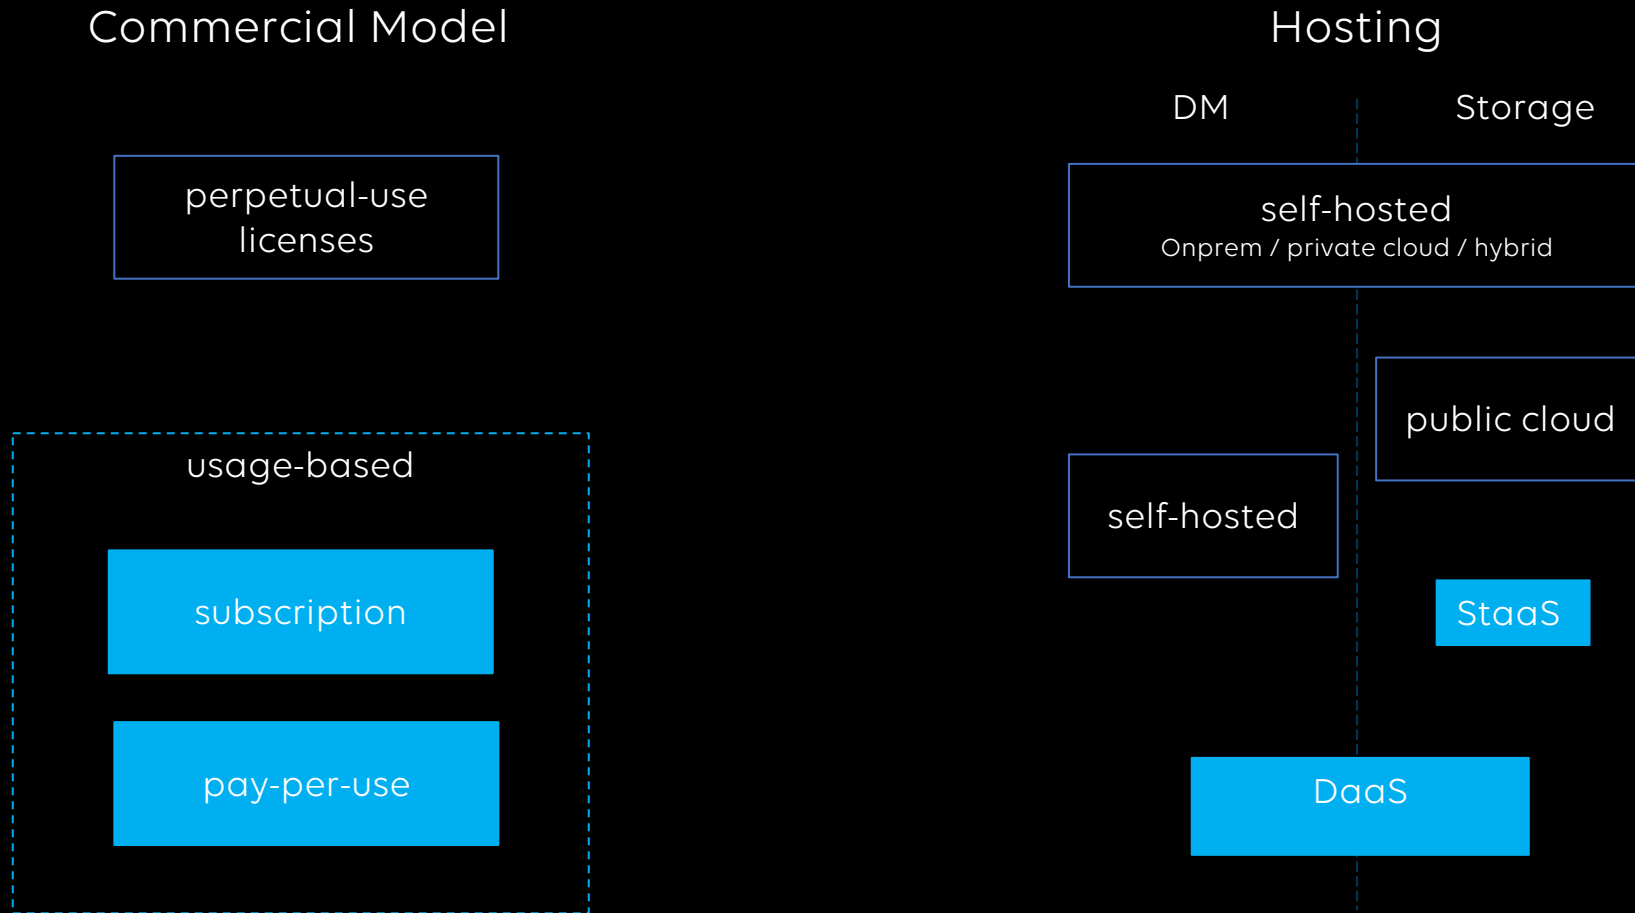 Commercial Model
Hosting
DM
Storage
perpetual-use
licenses
self-hosted
Onprem / private cloud / hybrid
public cloud
usage-based
self-hosted
subscription
StaaS
pay-per-use
DaaS